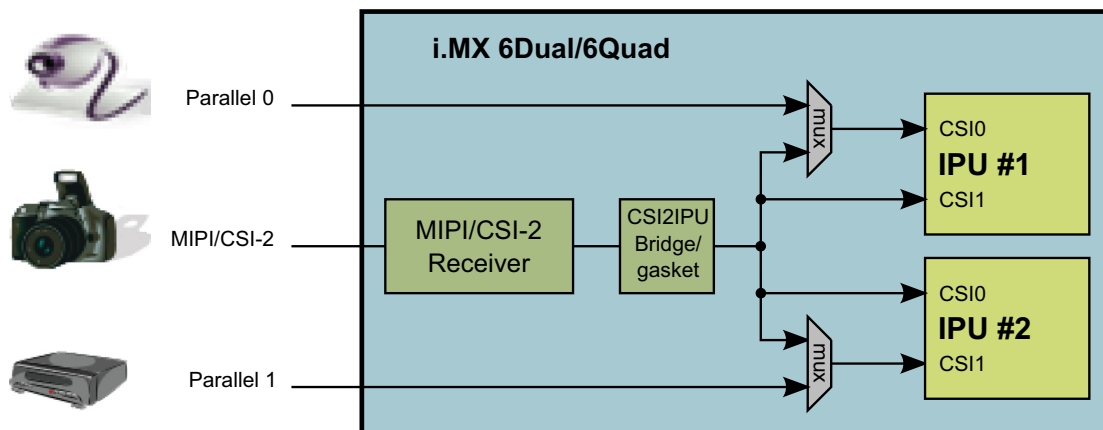 i.MX 6Dual/6Quad
Parallel 0
mux
CSI0
IPU #1
CSI1
MIPI/CSI-2
MIPI/CSI-2
Receiver
CSI2IPU
Bridge/
gasket
CSI0
IPU #2
CSI1
mux
Parallel 1